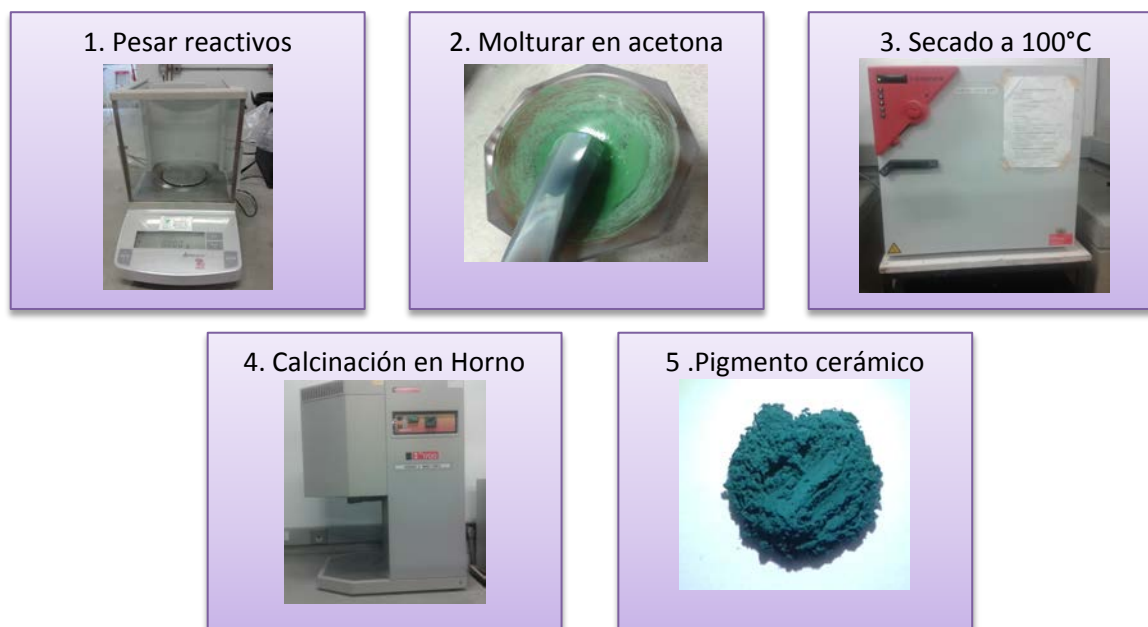 1. Pesar reactivos
2. Molturar en acetona
3. Secado a 100°C
4. Calcinación en Horno
5 .Pigmento cerámico